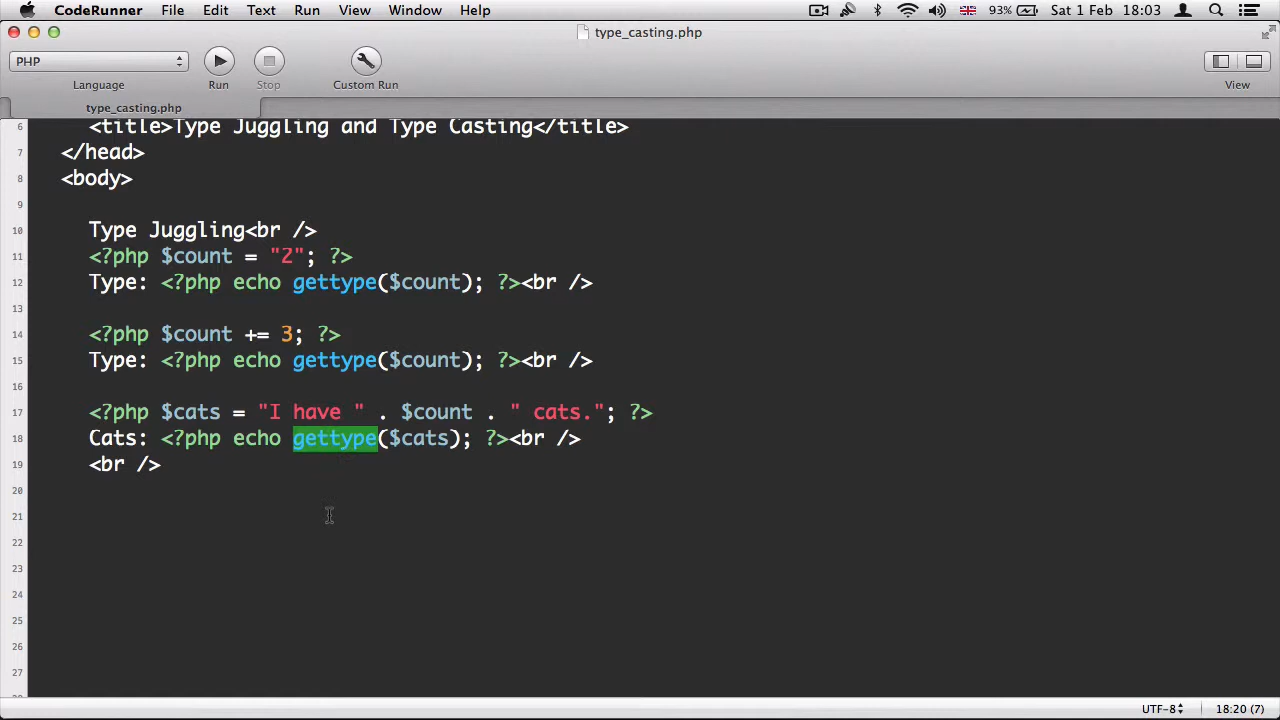 CodeRunner File Edit Text Run View Window Help 93% Sat 1 Feb 18:03
type_casting.php
PHP
Language Run Stop Custom Run View
type_casting.php
6 <title>Type Juggling and Type Casting</title>
7 </head>
8 <body>
9
10 Type Juggling<br />
11 <?php $count = "2"; ?>
12 Type: <?php echo gettype($count); ?><br />
13
14 <?php $count += 3; ?>
15 Type: <?php echo gettype($count); ?><br />
16
17 <?php $cats = "I have " . $count . " cats."; ?>
18 Cats: <?php echo gettype($cats); ?><br />
19 <br />
20
21
22
23
24
25
26
27
UTF-8 18:20 (7)